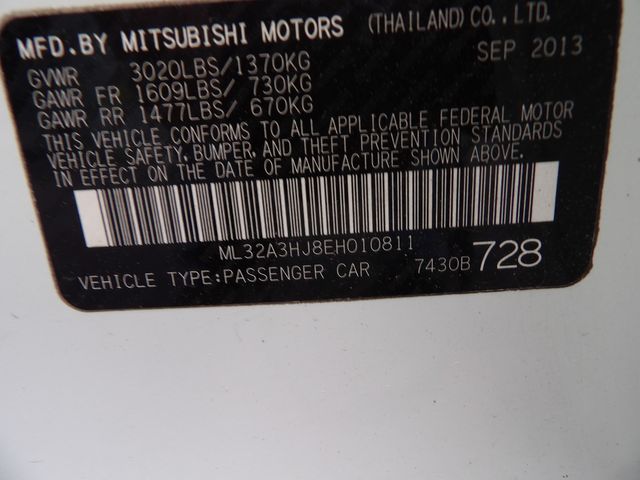 MFD.BY MITSUBISHI MOTORS (THAILAND) CO., LTD.
SEP 2013
GVWR 3020LBS/1370KG
GAWR FR 1609LBS/ 730KG
GAWR RR 1477LBS/ 670KG
THIS VEHICLE CONFORMS TO ALL APPLICABLE FEDERAL MOTOR
VEHICLE SAFETY, BUMPER, AND THEFT PREVENTION STANDARDS
IN EFFECT ON THE DATE OF MANUFACTURE SHOWN ABOVE.
ML32A3HJ8EH010811
VEHICLE TYPE:PASSENGER CAR 7430B 728